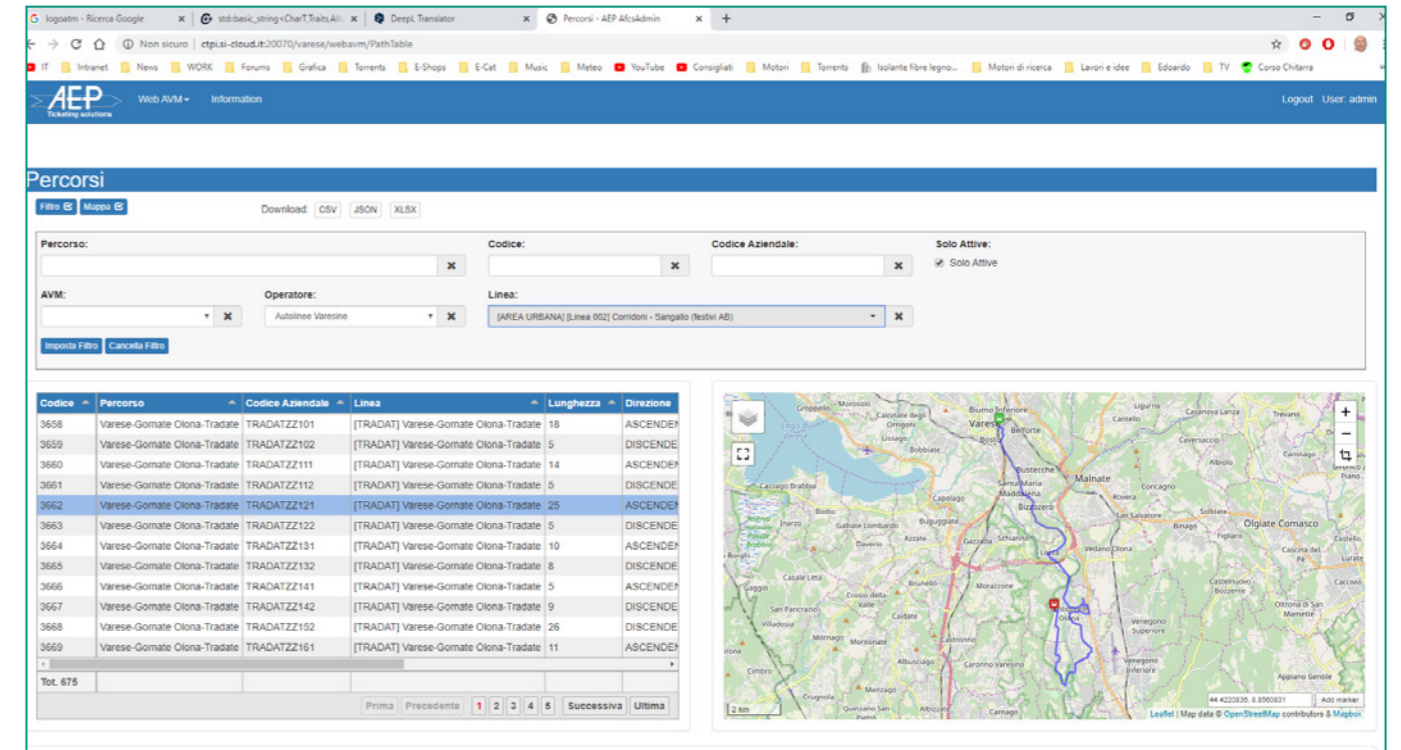 logoatm - Ricerca Google
std::basic_string<CharT,Traits,All
DeepL Translator
Percorsi - AEP AfcsAdmin
Non sicuro | ctpi.si-cloud.it:20070/varese/webavm/PathTable
IT Intranet News WORK Forums Grafica Torrents E-Shops E-Cat Music Meteo YouTube Consigliati Motori Torrents Isolante fibre legno... Motori di ricerca Lavori e idee Edoardo TV Corso Chitarra
AEP Web AVM Information Logout User: admin
Ticketing solutions
Percorsi
Filtro Mappa Download: CSV JSON XLSX
Percorso: Codice: Codice Aziendale: Solo Attive:
Solo Attive
AVM: Operatore: Linea:
Autolinee Varesine [AREA URBANA] [Linea 002] Corridoni - Sangallo (festivi AB)
Imposta Filtro Cancella Filtro
Codice Percorso Codice Aziendale Linea Lunghezza Direzione
3658 Varese-Gornate Olona-Tradate TRADATZZ101 [TRADAT] Varese-Gornate Olona-Tradate 18 ASCENDEN
3659 Varese-Gornate Olona-Tradate TRADATZZ102 [TRADAT] Varese-Gornate Olona-Tradate 5 DISCENDE
3660 Varese-Gornate Olona-Tradate TRADATZZ111 [TRADAT] Varese-Gornate Olona-Tradate 14 ASCENDEN
3661 Varese-Gornate Olona-Tradate TRADATZZ112 [TRADAT] Varese-Gornate Olona-Tradate 5 DISCENDE
3662 Varese-Gornate Olona-Tradate TRADATZZ121 [TRADAT] Varese-Gornate Olona-Tradate 25 ASCENDEN
3663 Varese-Gornate Olona-Tradate TRADATZZ122 [TRADAT] Varese-Gornate Olona-Tradate 5 DISCENDE
3664 Varese-Gornate Olona-Tradate TRADATZZ131 [TRADAT] Varese-Gornate Olona-Tradate 10 ASCENDEN
3665 Varese-Gornate Olona-Tradate TRADATZZ132 [TRADAT] Varese-Gornate Olona-Tradate 8 DISCENDE
3666 Varese-Gornate Olona-Tradate TRADATZZ141 [TRADAT] Varese-Gornate Olona-Tradate 5 ASCENDEN
3667 Varese-Gornate Olona-Tradate TRADATZZ142 [TRADAT] Varese-Gornate Olona-Tradate 9 DISCENDE
3668 Varese-Gornate Olona-Tradate TRADATZZ152 [TRADAT] Varese-Gornate Olona-Tradate 26 DISCENDE
3669 Varese-Gornate Olona-Tradate TRADATZZ161 [TRADAT] Varese-Gornate Olona-Tradate 11 ASCENDEN
Tot. 675
Prima Precedente 1 2 3 4 5 Successiva Ultima
Groppello Morosolo Biumo Inferiore Ligurno
Calcinate degli Orrigoni Varese Cantello Casanova Lanza Trevano
Lago di Varese Lissago Bosto Belforte Caversaccio
Bobbiate Albiolo Camnago
Bustecche Malnate
Cazzago Brabbia Santa Maria Maddalena Concagno
Capolago Rovera
Bodio Bizzozero San Salvatore Solbiate
Inarzo Galliate Lombardo Buguggiate Binago Olgiate Comasco
Daverio Azzate Gazzada Schianno Figliaro Castello
Lozza Vedano Olona Cascina del Lurate
Casale Litta Brunello Morazzone Castelnuovo Bozzente Caccivio
Crosio della Valle
San Pancrazio Caidate Olona Oltrona di San Mamette
Villadosia Venegono Superiore
Mornago Montonate Castronno
Albusciago Caronno Varesino Venegono Inferiore
Cimbro Menzago Appiano Gentile
Crugnola
Quinzano San Albizzate Carnago
2 km
44.4220835, 8.8560831 Add marker
Leaflet | Map data © OpenStreetMap contributors & Mapbox